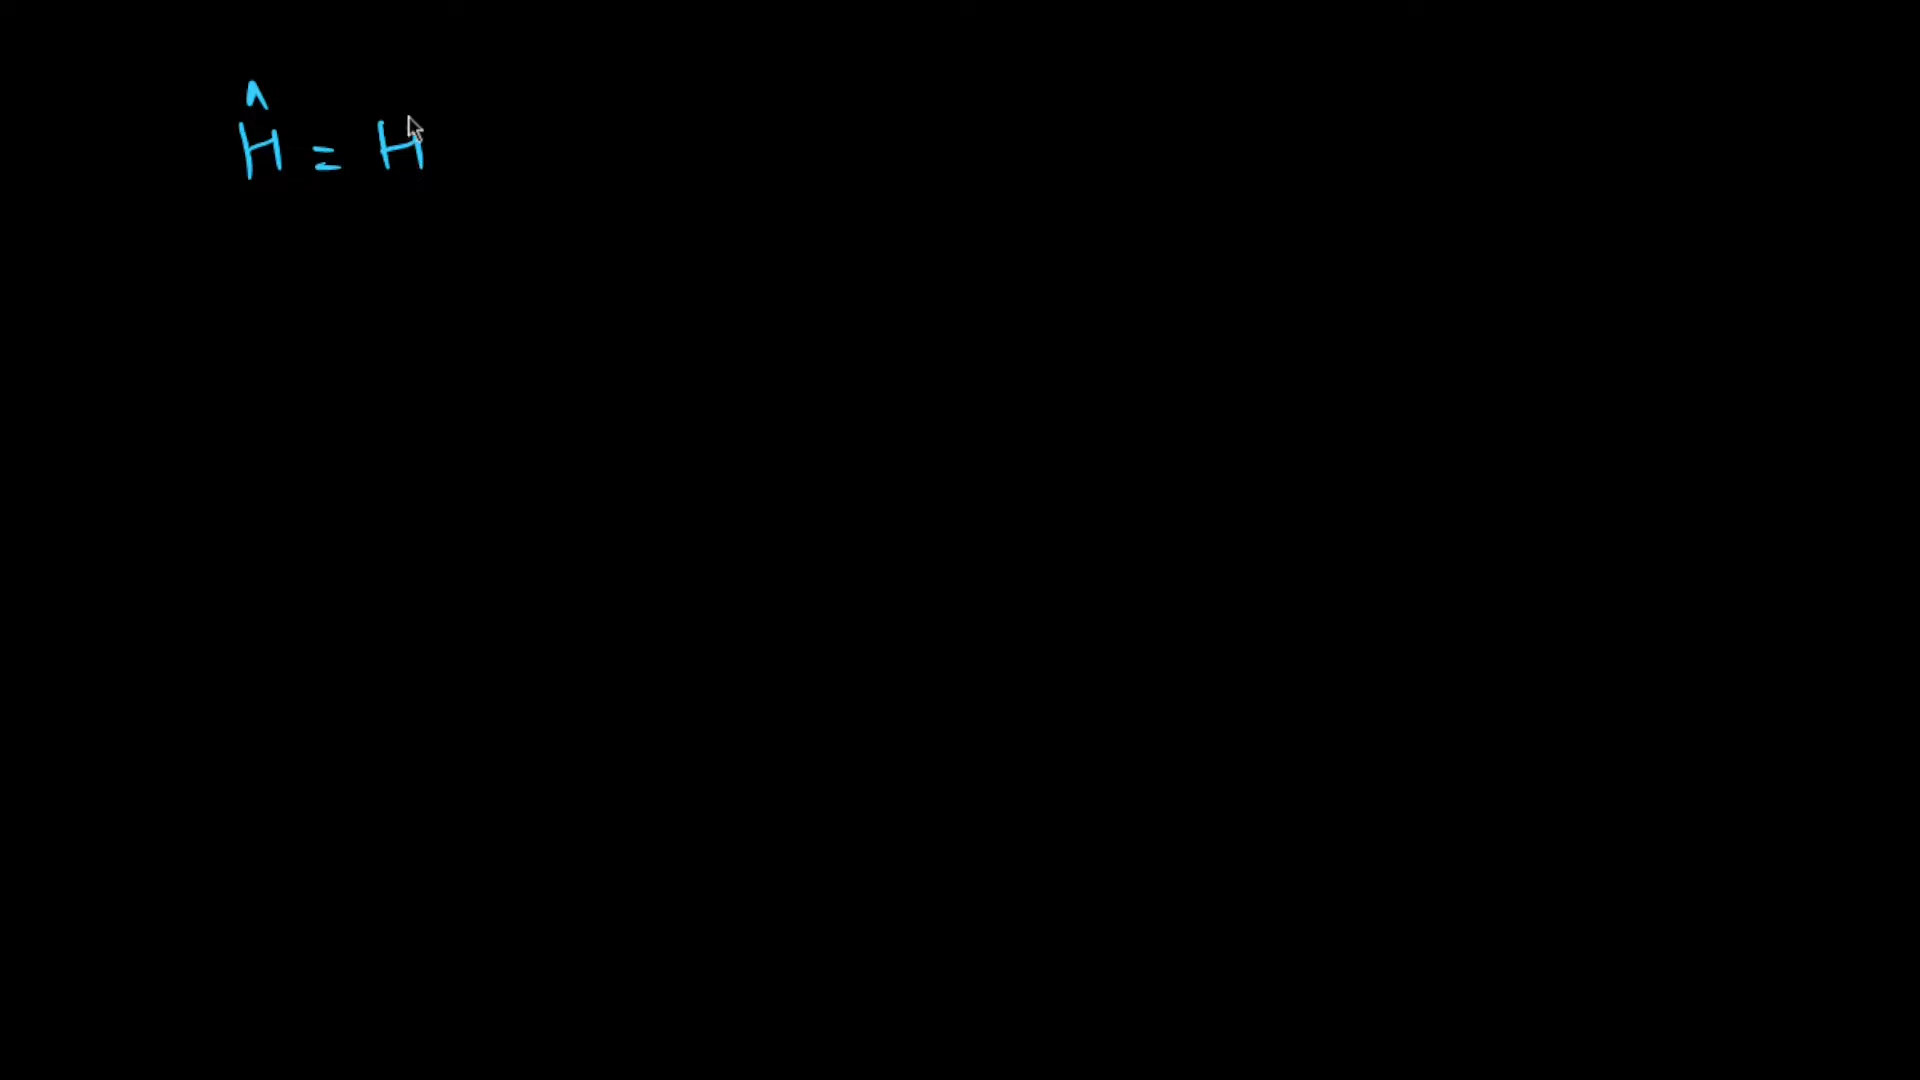 Ĥ = H